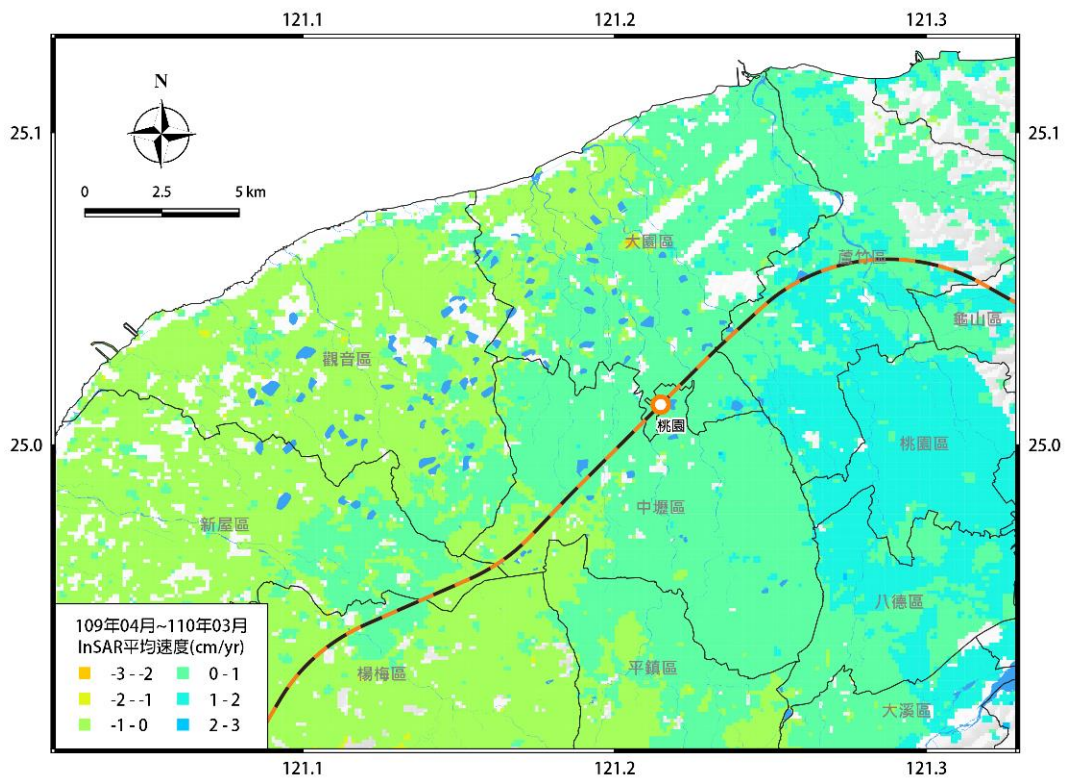 121.1
121.2
121.3
N
25.1
25.1
0
2.5
5 km
大園區
蘆竹區
龜山區
觀音區
桃園
25.0
25.0
桃園區
中壢區
新屋區
八德區
109年04月~110年03月
InSAR平均速度(cm/yr)
-3 - -2
0 - 1
-2 - -1
1 - 2
-1 - 0
2 - 3
楊梅區
平鎮區
大溪區
121.1
121.2
121.3